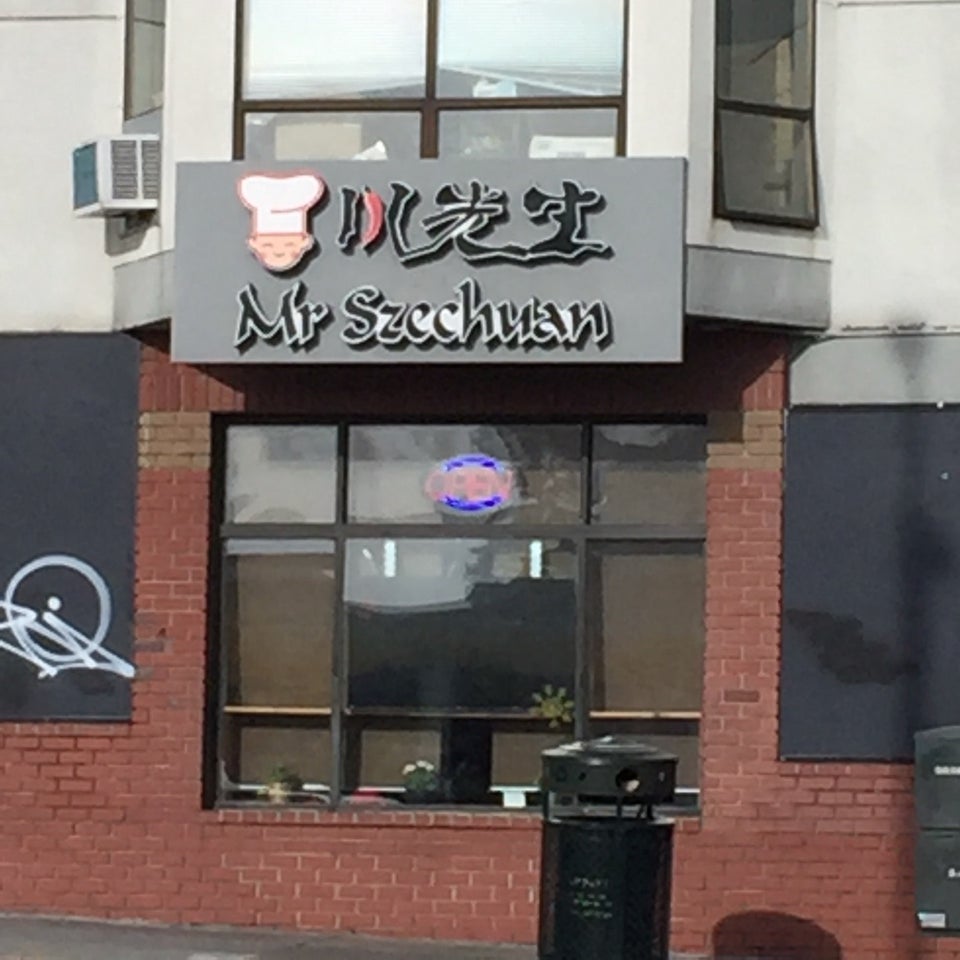 川先生
Mr Szechuan
OPEN